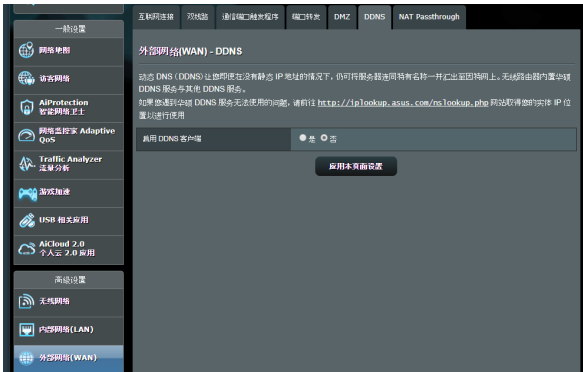 互联网连接 双线路 通信端口触发程序 端口转发 DMZ DDNS NAT Passthrough
一般设置
网络地图
访客网络
AiProtection
智能网络卫士
网络监控家 Adaptive
QoS
Traffic Analyzer
流量分析
游戏加速
USB 相关应用
AiCloud 2.0
个人云 2.0 应用
高级设置
无线网络
内部网络(LAN)
外部网络(WAN)
外部网络(WAN) - DDNS
动态 DNS (DDNS) 让您即使在没有静态 IP 地址的情况下，仍可将服务器连同特有名称一并汇出至因特网上。无线路由器内置华硕
DDNS 服务与其他 DDNS 服务。
如果您遇到华硕 DDNS 服务无法使用的问题，请前往 http://iplookup.asus.com/nslookup.php 网站取得您的实体 IP 位
置以进行使用
启用 DDNS 客户端 是 否
应用本页面设置